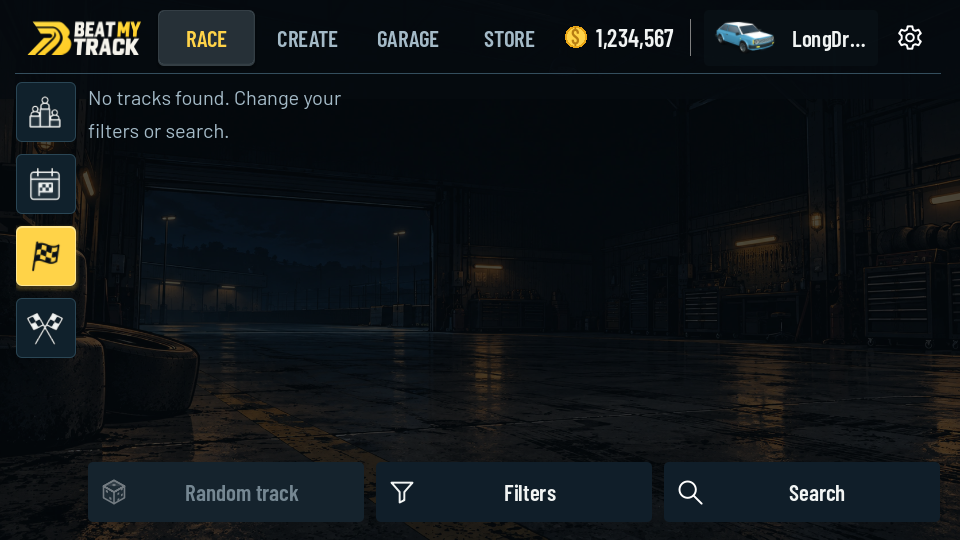 BEAT MY
TRACK
RACE
CREATE
GARAGE
STORE
$ 1,234,567
LongDr...
No tracks found. Change your
filters or search.
Random track
Filters
Search